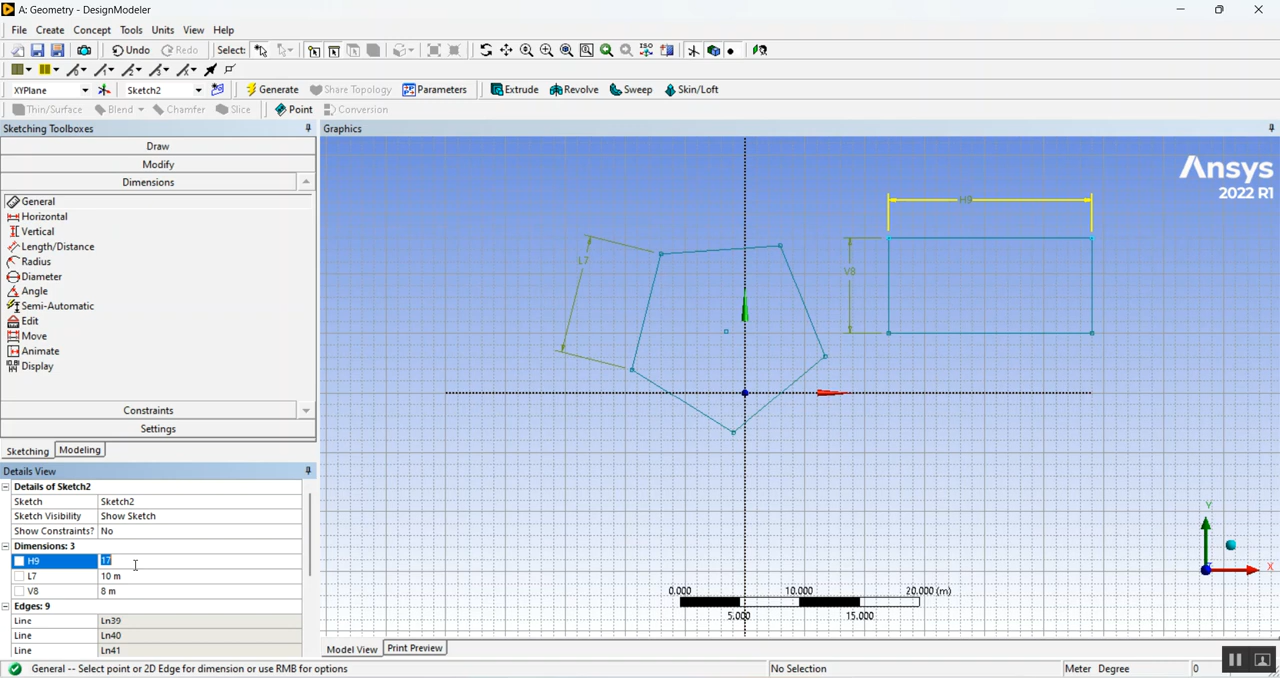 A: Geometry - DesignModeler
File Create Concept Tools Units View Help
Undo Redo Select: ISO
XYPlane Sketch2 Generate Share Topology Parameters Extrude Revolve Sweep Skin/Loft
Thin/Surface Blend Chamfer Slice Point Conversion
Sketching Toolboxes
Graphics
Draw
Modify
Dimensions
General
Horizontal
Vertical
Length/Distance
Radius
Diameter
Angle
Semi-Automatic
Edit
Move
Animate
Display
Constraints
Settings
Sketching Modeling
Details View
Details of Sketch2
Sketch Sketch2
Sketch Visibility Show Sketch
Show Constraints? No
Dimensions: 3
H9 17
L7 10 m
V8 8 m
Edges: 9
Line Ln39
Line Ln40
Line Ln41
Ansys
2022 R1
H9
L7
V8
Y
X
0.000 10.000 20.000 (m)
5.000 15.000
Model View Print Preview
General -- Select point or 2D Edge for dimension or use RMB for options
No Selection
Meter Degree 0